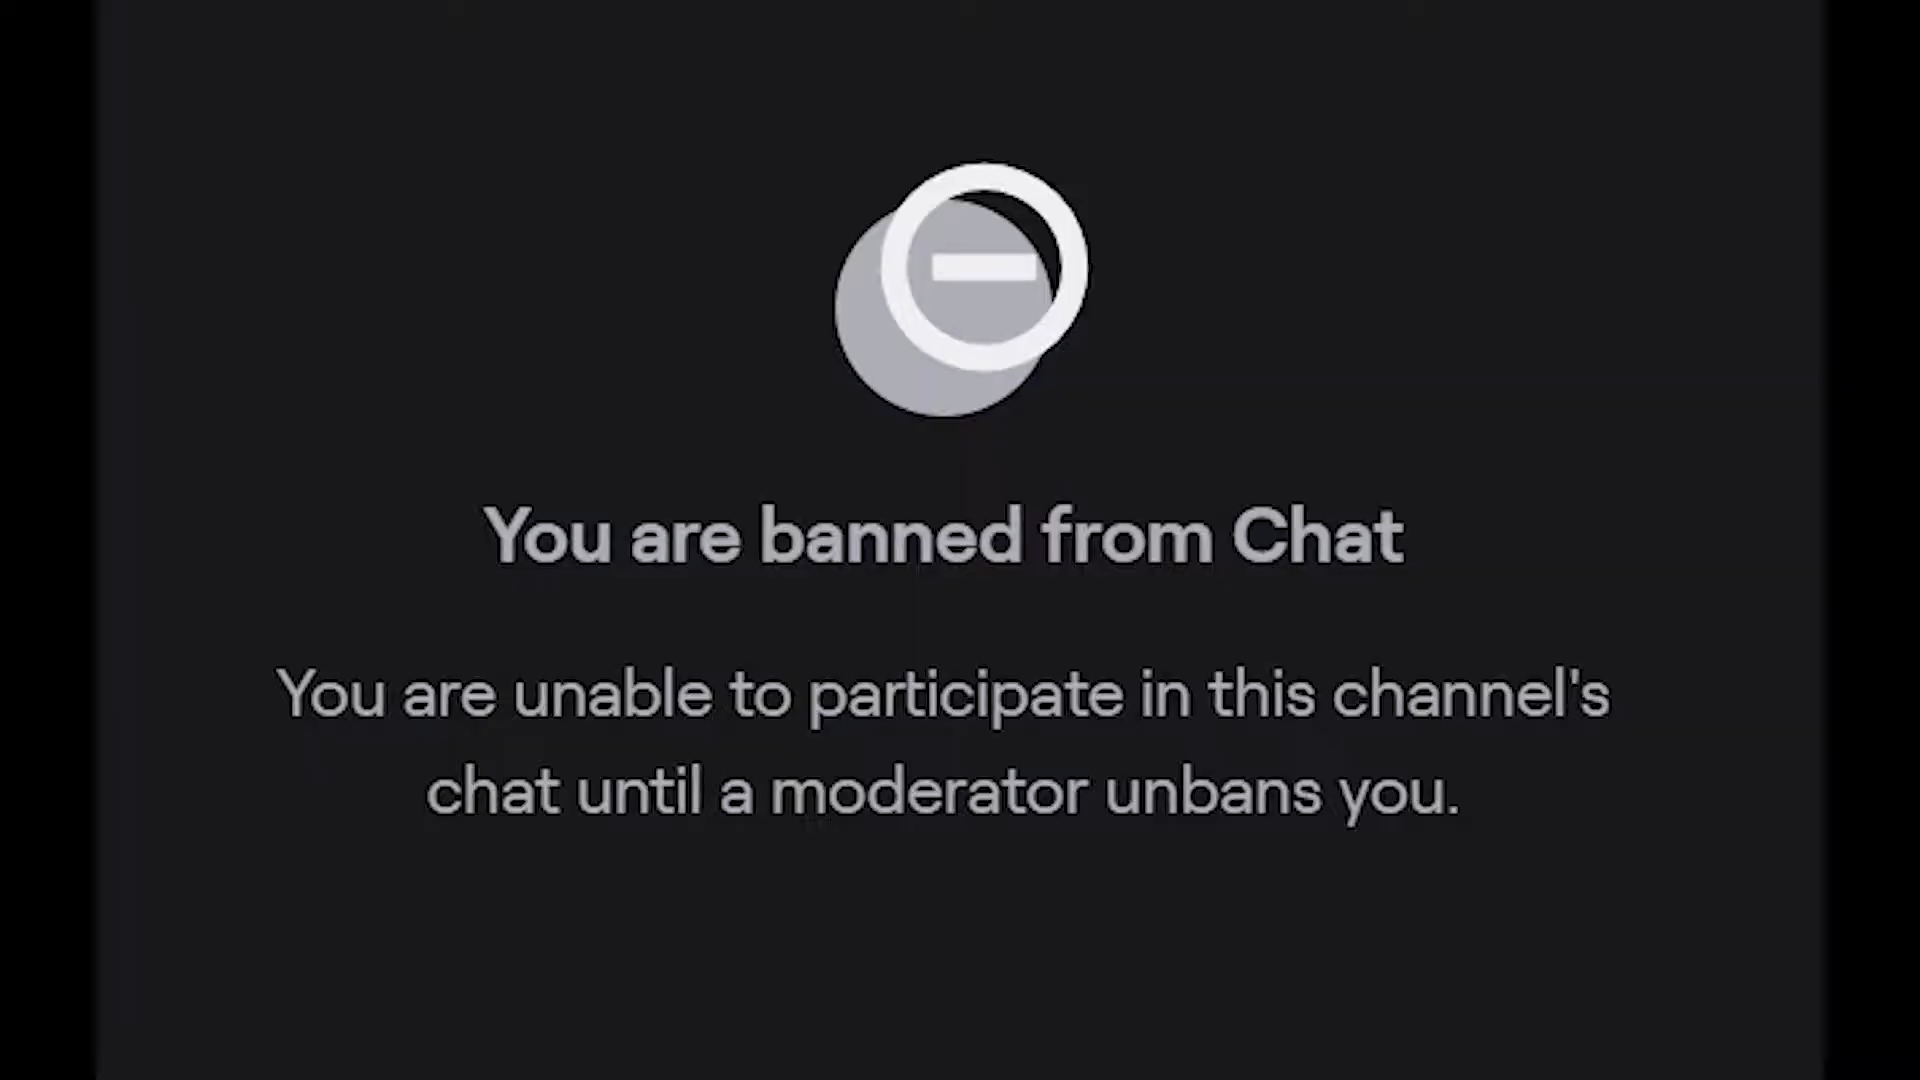 You are banned from Chat
You are unable to participate in this channel's
chat until a moderator unbans you.